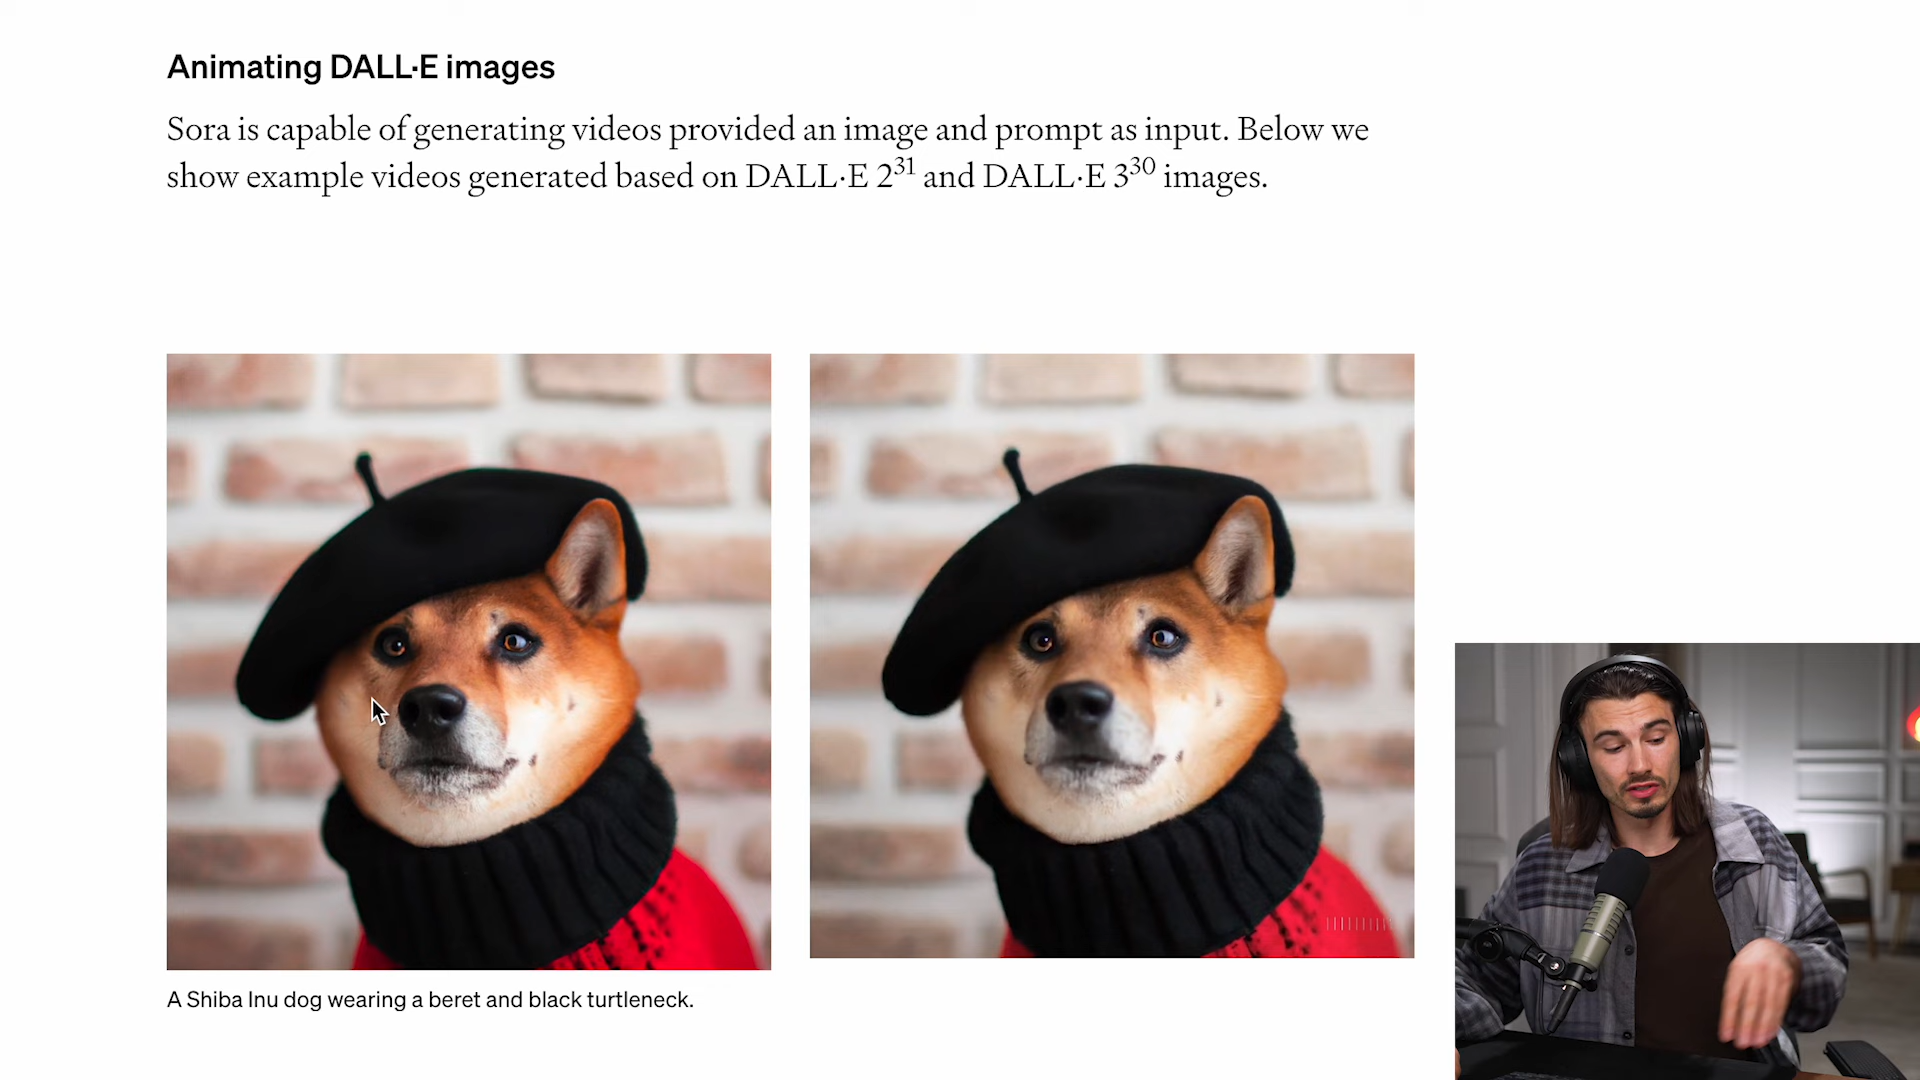 Animating DALL·E images
Sora is capable of generating videos provided an image and prompt as input. Below we
show example videos generated based on DALL·E 2³¹ and DALL·E 3³⁰ images.
A Shiba Inu dog wearing a beret and black turtleneck.